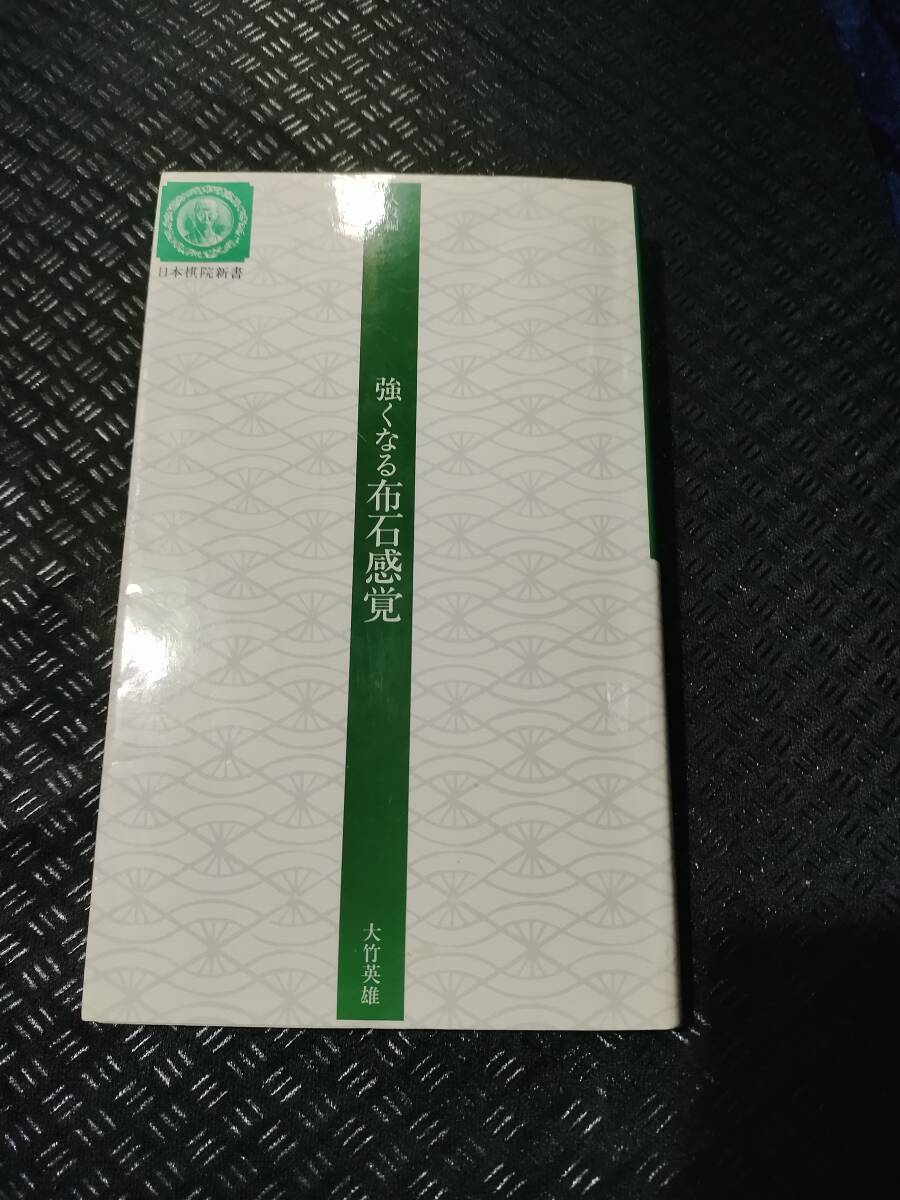 日本棋院新書
強くなる布石感覚
大竹英雄